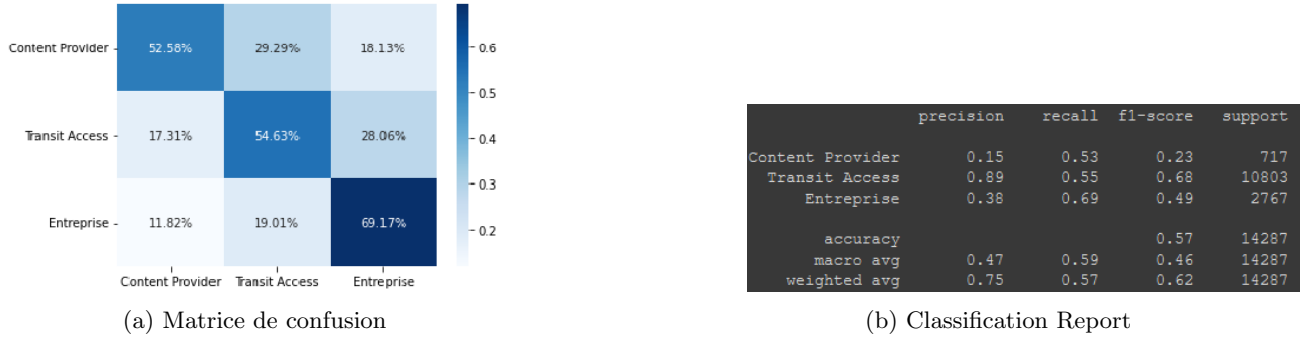 Content Provider
52.58%
29.29%
18.13%
Transit Access
17.31%
54.63%
28.06%
Entreprise
11.82%
19.01%
69.17%
Content Provider Transit Access Entreprise
0.6
0.5
0.4
0.3
0.2
(a) Matrice de confusion
precision recall f1-score support
Content Provider 0.15 0.53 0.23 717
Transit Access 0.89 0.55 0.68 10803
Entreprise 0.38 0.69 0.49 2767
accuracy 0.57 14287
macro avg 0.47 0.59 0.46 14287
weighted avg 0.75 0.57 0.62 14287
(b) Classification Report